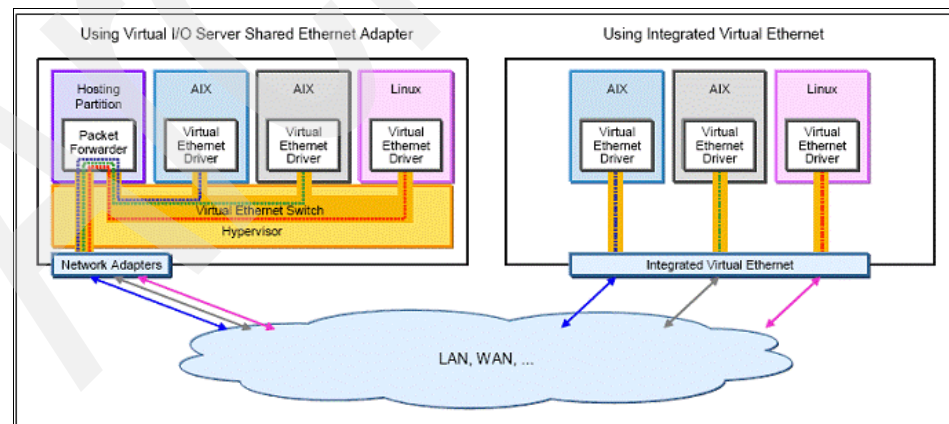 Using Virtual I/O Server Shared Ethernet Adapter
Hosting
Partition
Packet
Forwarder
AIX
Virtual
Ethernet
Driver
AIX
Virtual
Ethernet
Driver
Linux
Virtual
Ethernet
Driver
Virtual Ethernet Switch
Hypervisor
Network Adapters
Using Integrated Virtual Ethernet
AIX
Virtual
Ethernet
Driver
AIX
Virtual
Ethernet
Driver
Linux
Virtual
Ethernet
Driver
Integrated Virtual Ethernet
LAN, WAN, ...